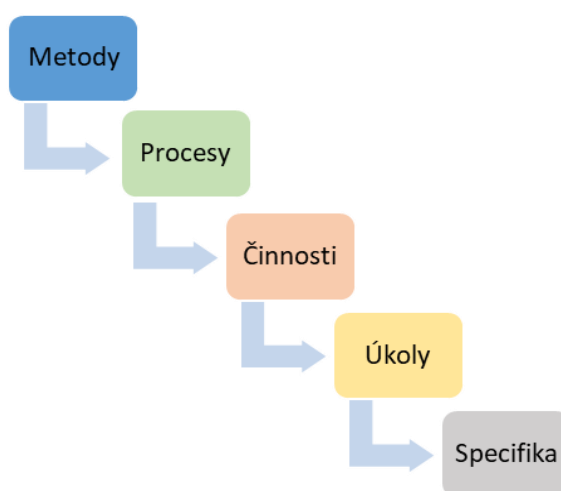 Metody
Procesy
Činnosti
Úkoly
Specifika